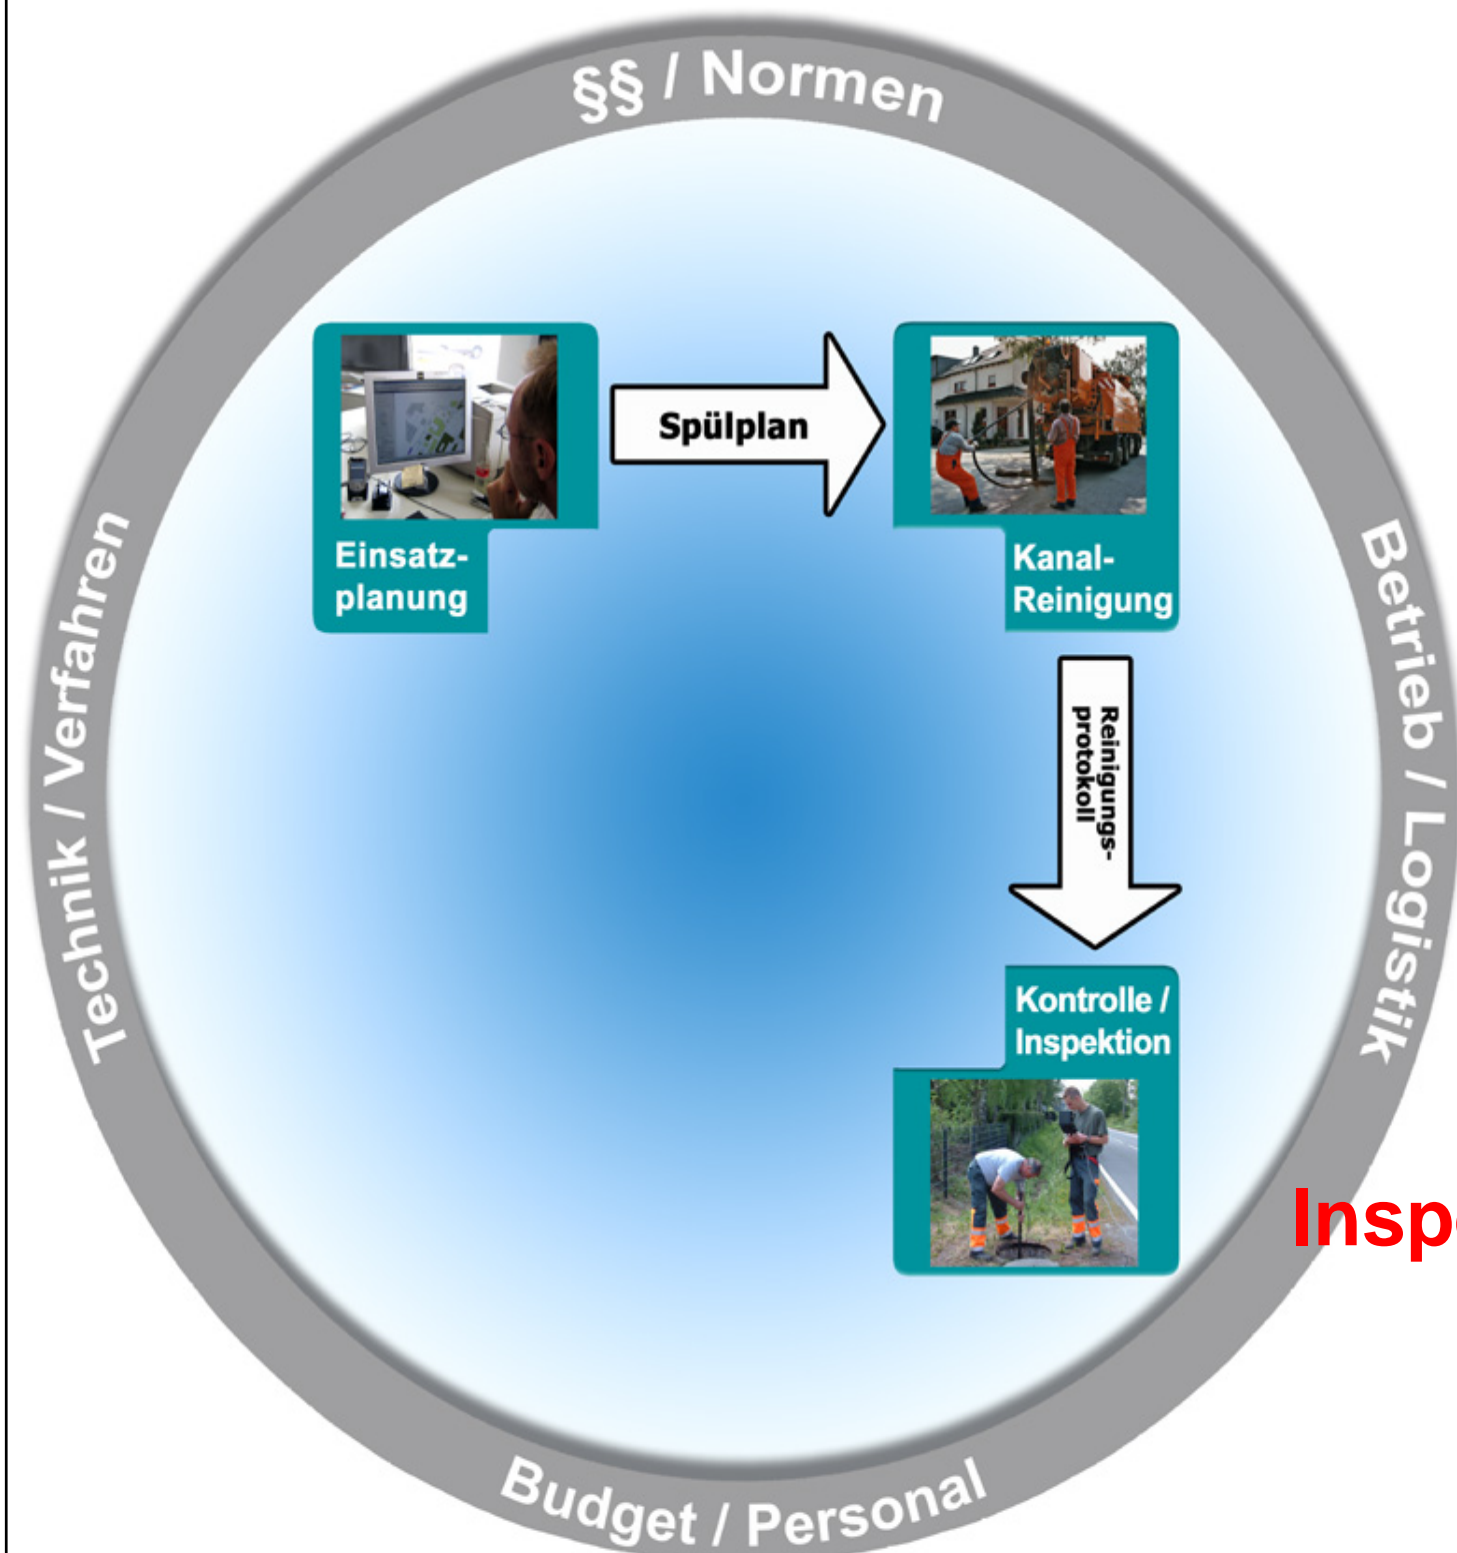 §§ / Normen
Spülplan
Einsatz-
planung
Kanal-
Reinigung
Technik / Verfahren
Betrieb / Logistik
Reinigungs-
protokoll
Kontrolle /
Inspektion
Budget / Personal